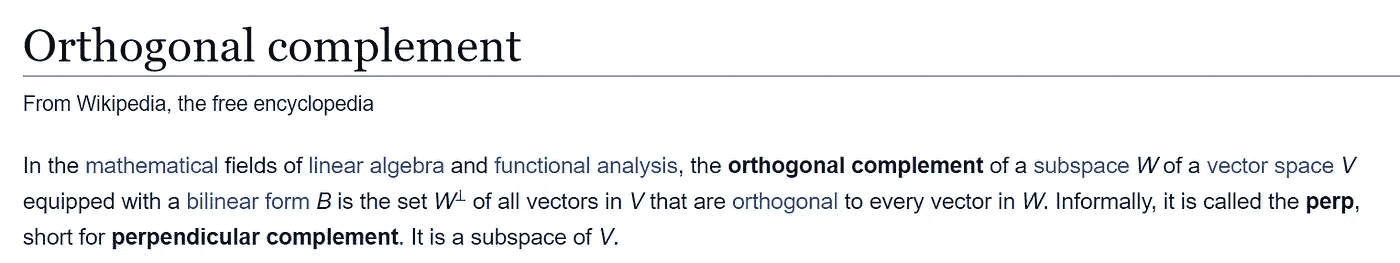 Orthogonal complement
From Wikipedia, the free encyclopedia
In the mathematical fields of linear algebra and functional analysis, the orthogonal complement of a subspace W of a vector space V
equipped with a bilinear form B is the set W⊥ of all vectors in V that are orthogonal to every vector in W. Informally, it is called the perp,
short for perpendicular complement. It is a subspace of V.